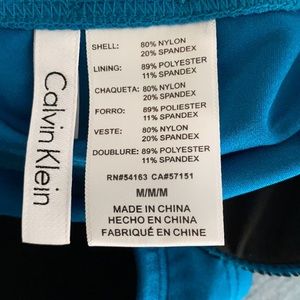 Calvin Klein
SHELL: 80% NYLON
20% SPANDEX
LINING: 89% POLYESTER
11% SPANDEX
CHAQUETA: 80% NYLON
20% SPANDEX
FORRO: 89% POLIESTER
11% SPANDEX
VESTE: 80% NYLON
20% SPANDEX
DOUBLURE: 89% POLYESTER
11% SPANDEX
RN#54163 CA#57151
M/M/M
MADE IN CHINA
HECHO EN CHINA
FABRIQUÉ EN CHINE